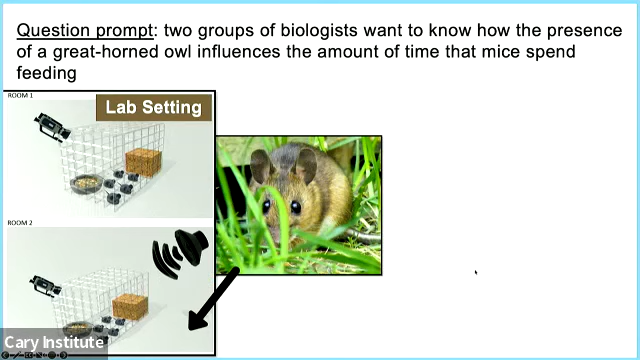 Question prompt: two groups of biologists want to know how the presence
of a great-horned owl influences the amount of time that mice spend
feeding
ROOM 1
Lab Setting
ROOM 2
Cary Institute